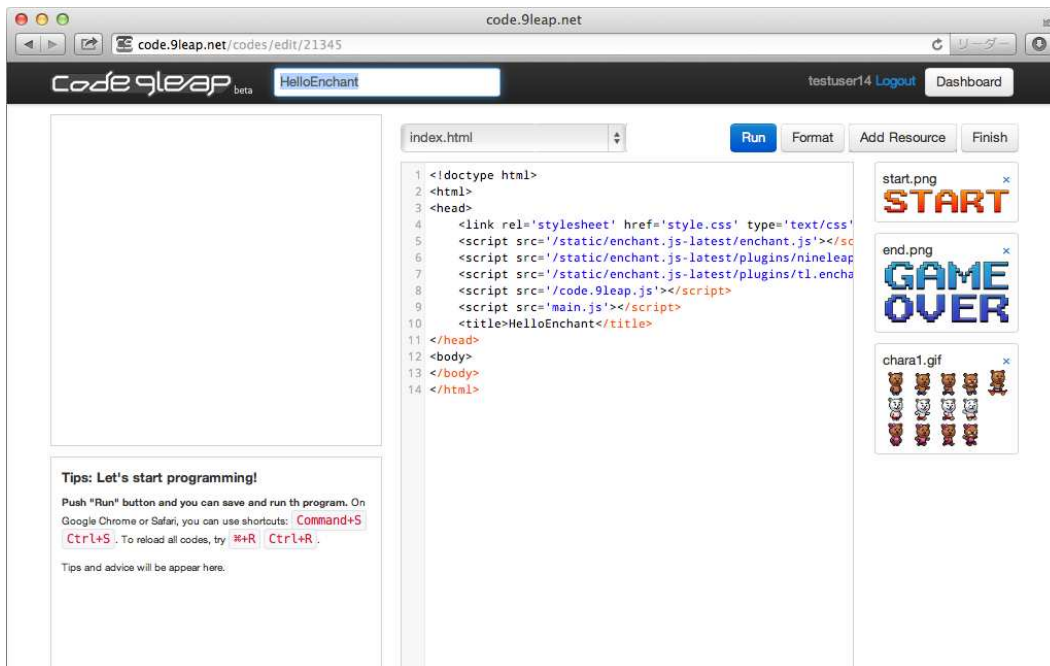 code.9leap.net
code.9leap.net/codes/edit/21345
リーダー
code 9leap beta
HelloEnchant
testuser14 Logout
Dashboard
index.html
Run
Format
Add Resource
Finish
1 <!doctype html>
2 <html>
3 <head>
4 <link rel='stylesheet' href='style.css' type='text/css'
5 <script src='/static/enchant.js-latest/enchant.js'></sc
6 <script src='/static/enchant.js-latest/plugins/nineleap
7 <script src='/static/enchant.js-latest/plugins/tl.encha
8 <script src='/code.9leap.js'></script>
9 <script src='main.js'></script>
10 <title>HelloEnchant</title>
11 </head>
12 <body>
13 </body>
14 </html>
start.png ×
START
end.png ×
GAME
OVER
chara1.gif ×
Tips: Let's start programming!
Push "Run" button and you can save and run th program. On
Google Chrome or Safari, you can use shortcuts: Command+S
Ctrl+S . To reload all codes, try ⌘+R Ctrl+R .
Tips and advice will be appear here.